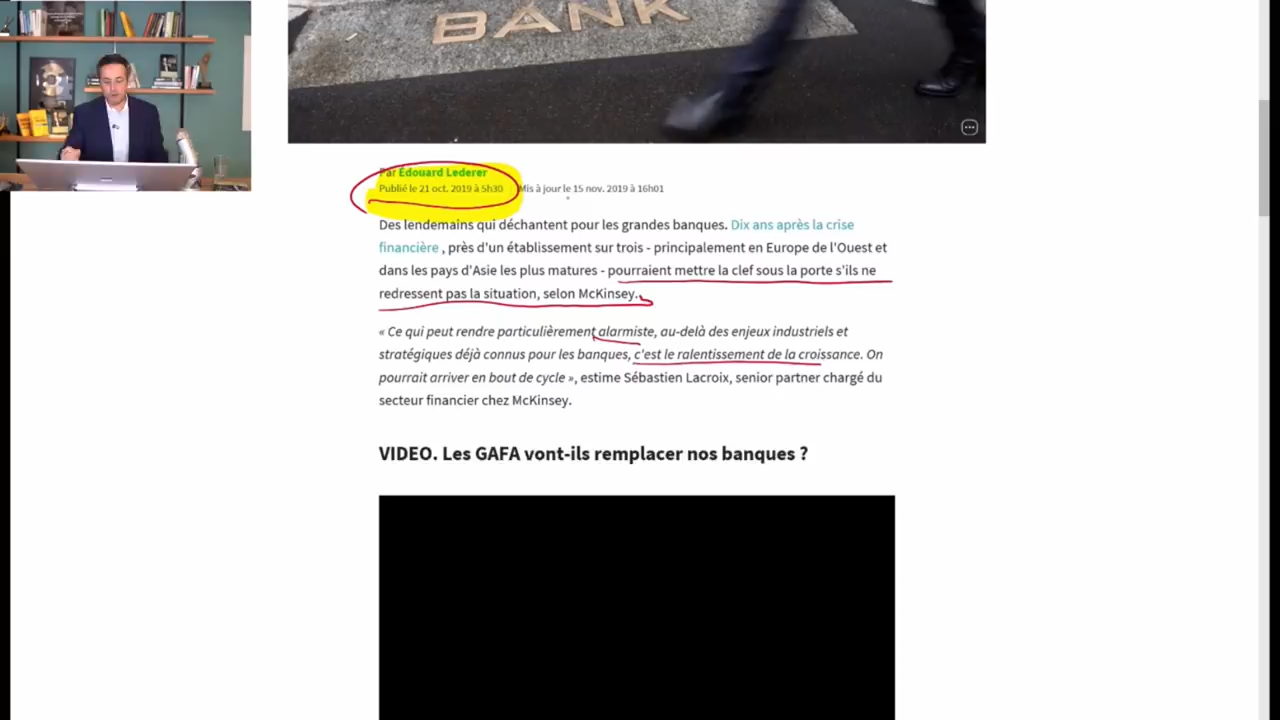 BANK
Par Édouard Lederer
Publié le 21 oct. 2019 à 5h30 Mis à jour le 15 nov. 2019 à 16h01
Des lendemains qui déchantent pour les grandes banques. Dix ans après la crise
financière , près d'un établissement sur trois - principalement en Europe de l'Ouest et
dans les pays d'Asie les plus matures - pourraient mettre la clef sous la porte s'ils ne
redressent pas la situation, selon McKinsey.
« Ce qui peut rendre particulièrement alarmiste, au-delà des enjeux industriels et
stratégiques déjà connus pour les banques, c'est le ralentissement de la croissance. On
pourrait arriver en bout de cycle », estime Sébastien Lacroix, senior partner chargé du
secteur financier chez McKinsey.
VIDEO. Les GAFA vont-ils remplacer nos banques ?